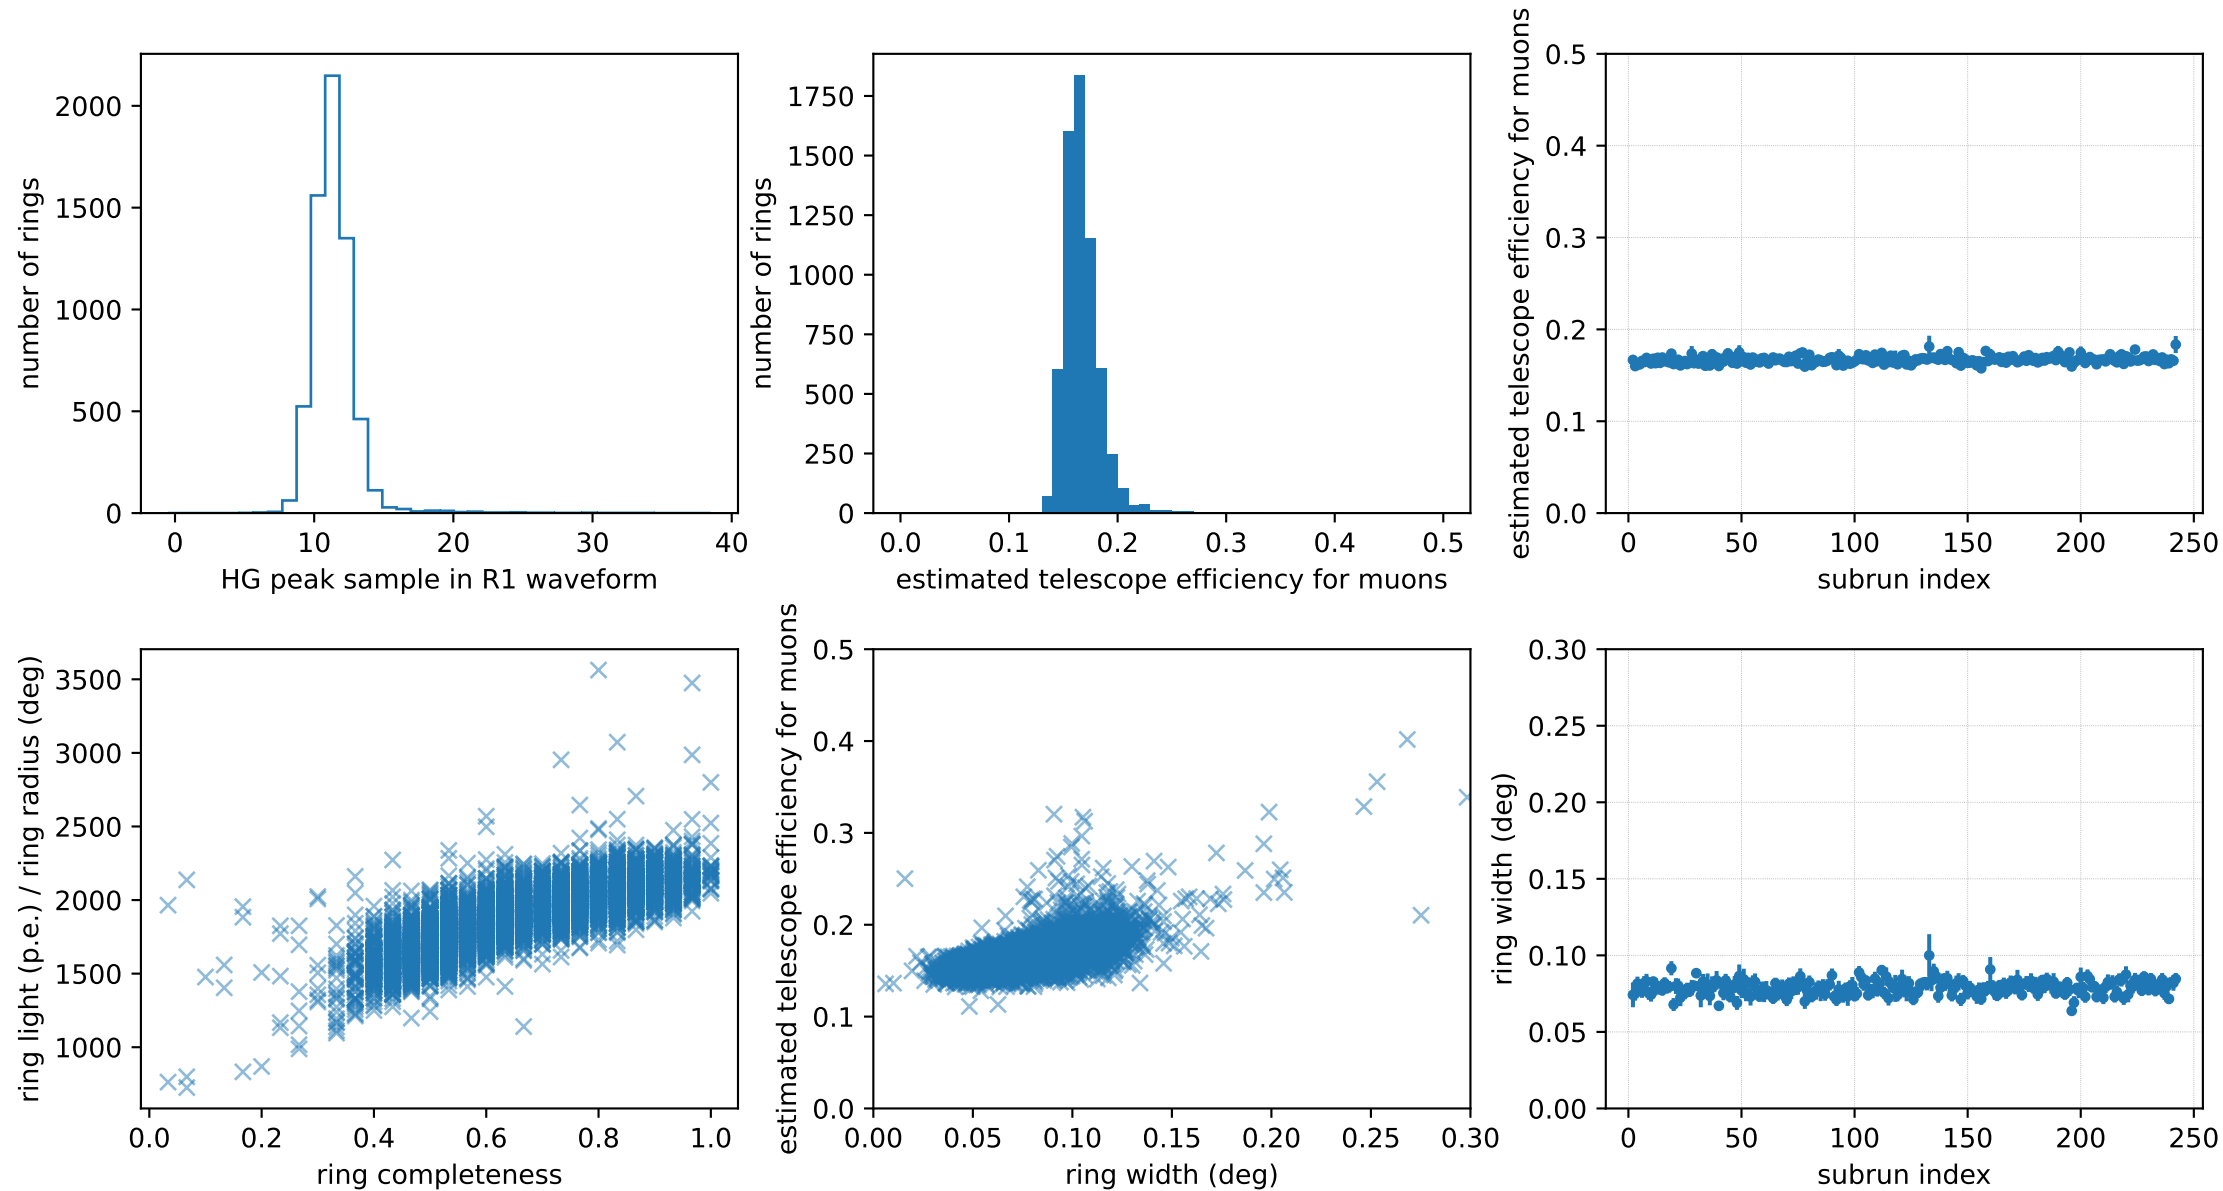 number of rings
2000
1500
1000
500
0
0 10 20 30 40
HG peak sample in R1 waveform
number of rings
1750
1500
1250
1000
750
500
250
0
0.0 0.1 0.2 0.3 0.4 0.5
estimated telescope efficiency for muons
estimated telescope efficiency for muons
0.5
0.4
0.3
0.2
0.1
0.0
0 50 100 150 200 250
subrun index
ring light (p.e.) / ring radius (deg)
3500
3000
2500
2000
1500
1000
0.0 0.2 0.4 0.6 0.8 1.0
ring completeness
estimated telescope efficiency for muons
0.5
0.4
0.3
0.2
0.1
0.0
0.00 0.05 0.10 0.15 0.20 0.25 0.30
ring width (deg)
ring width (deg)
0.30
0.25
0.20
0.15
0.10
0.05
0.00
0 50 100 150 200 250
subrun index